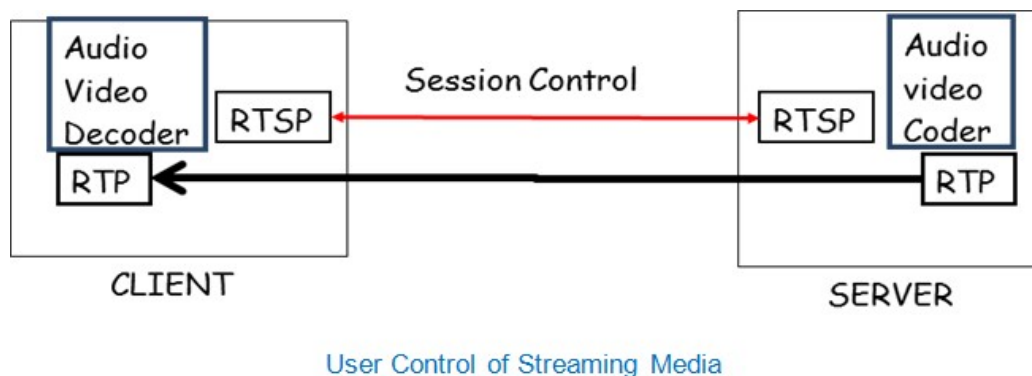 Audio
Video
Decoder
RTSP
RTP
CLIENT
Session Control
RTSP
Audio
video
Coder
RTP
SERVER
User Control of Streaming Media